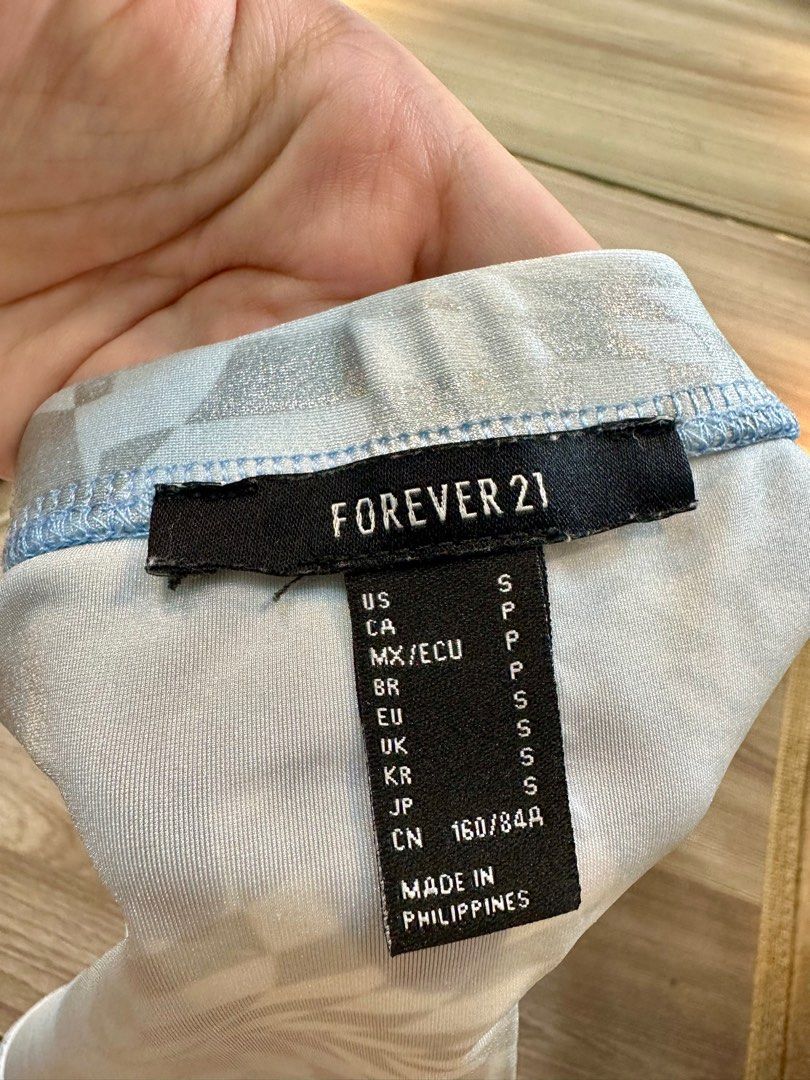 FOREVER 21
US S
CA P
MX/ECU P
BR P
EU S
UK S
KR S
JP S
CN 160/84A
MADE IN
PHILIPPINES